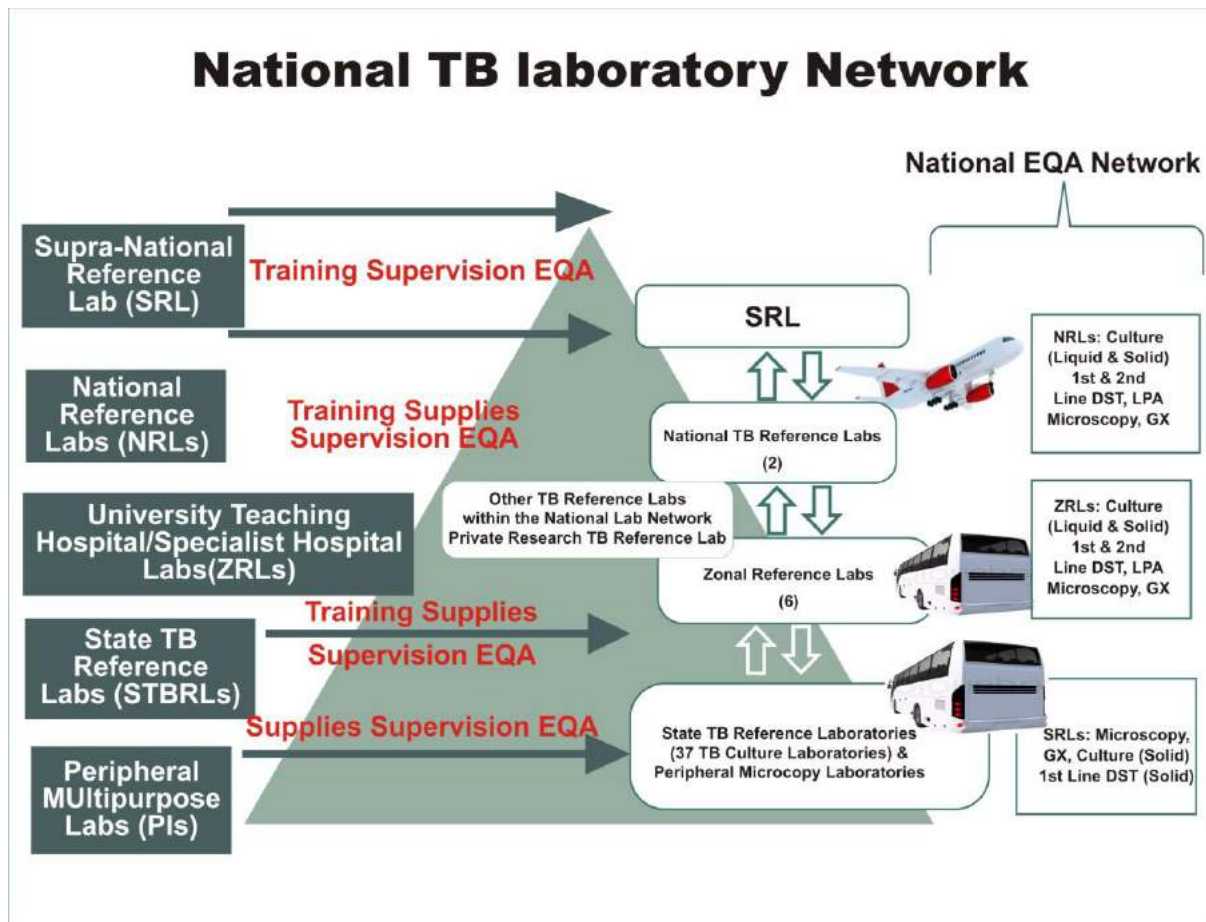 National TB laboratory Network
National EQA Network
Supra-National
Reference
Lab (SRL)
Training Supervision EQA
National
Reference
Labs (NRLs)
Training Supplies
Supervision EQA
University Teaching
Hospital/Specialist Hospital
Labs(ZRLs)
State TB
Reference
Labs (STBRLs)
Training Supplies
Supervision EQA
Peripheral
MUltipurpose
Labs (PIs)
Supplies Supervision EQA
SRL
National TB Reference Labs
(2)
Other TB Reference Labs
within the National Lab Network
Private Research TB Reference Lab
Zonal Reference Labs
(6)
State TB Reference Laboratories
(37 TB Culture Laboratories) &
Peripheral Microcopy Laboratories
NRLs: Culture
(Liquid & Solid)
1st & 2nd
Line DST, LPA
Microscopy, GX
ZRLs: Culture
(Liquid & Solid)
1st & 2nd
Line DST, LPA
Microscopy, GX
SRLs: Microscopy,
GX, Culture (Solid)
1st Line DST (Solid)